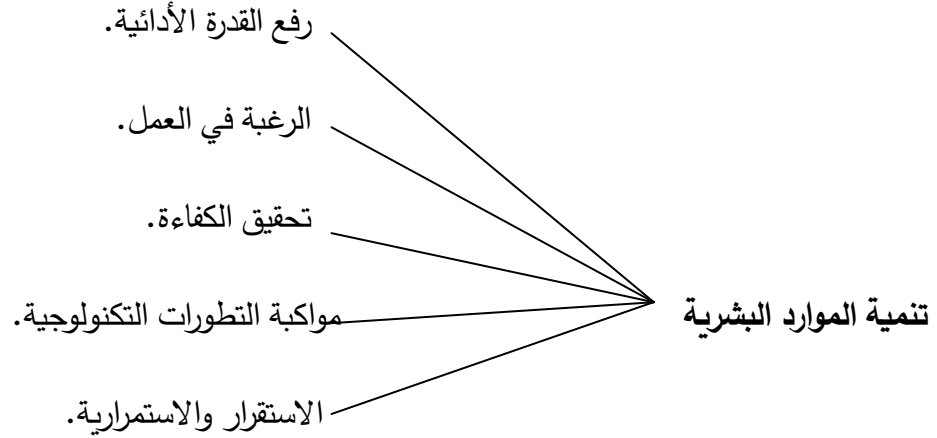 رفع القدرة الأدائية.
الرغبة في العمل.
تحقيق الكفاءة.
تنمية الموارد البشرية
مواكبة التطورات التكنولوجية.
الاستقرار والاستمرارية.